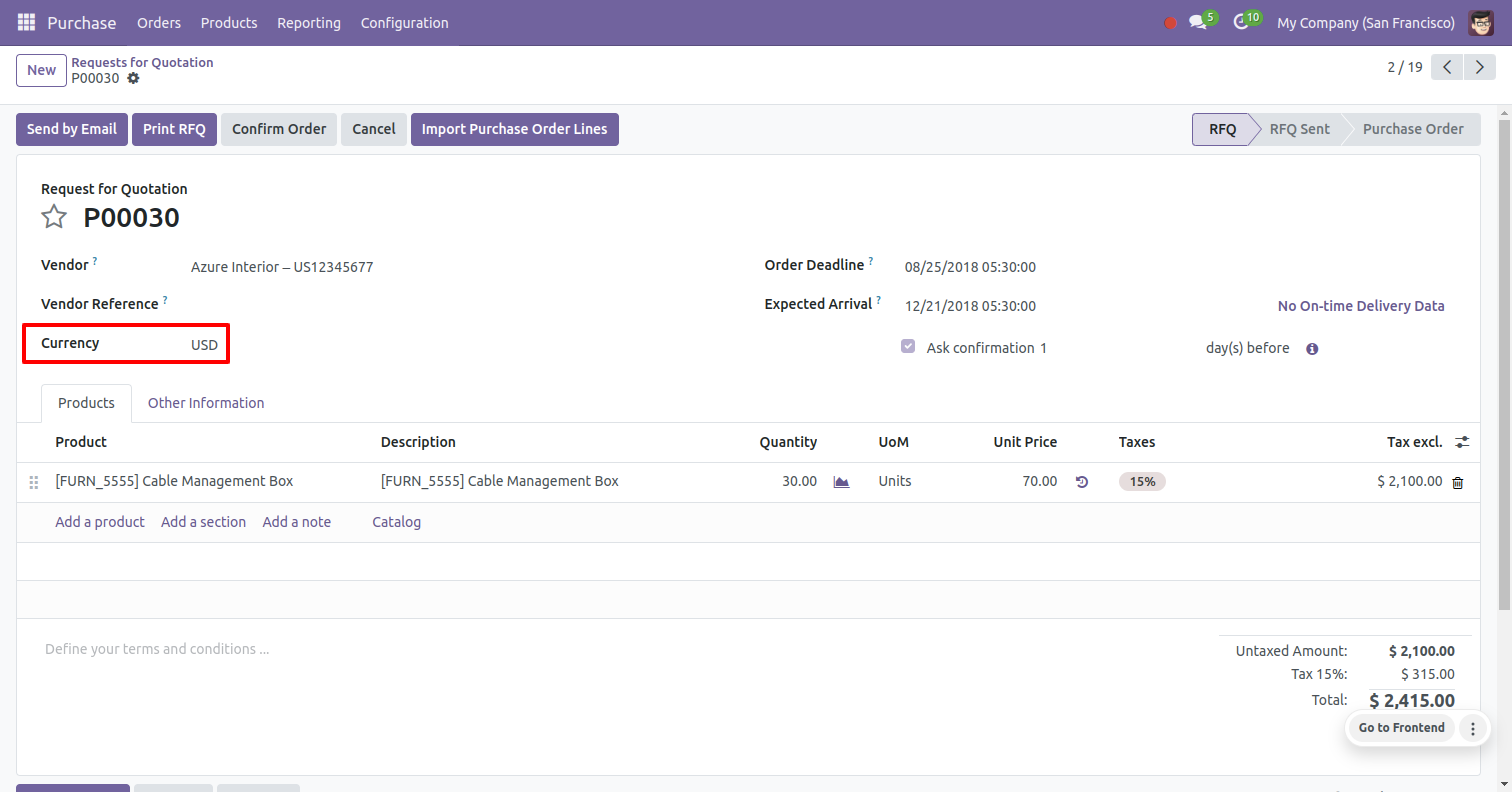 Purchase Orders Products Reporting Configuration 5 10 My Company (San Francisco)
New Requests for Quotation
P00030 2 / 19
Send by Email Print RFQ Confirm Order Cancel Import Purchase Order Lines RFQ RFQ Sent Purchase Order
Request for Quotation
P00030
Vendor ? Azure Interior – US12345677 Order Deadline ? 08/25/2018 05:30:00
Vendor Reference ? Expected Arrival ? 12/21/2018 05:30:00 No On-time Delivery Data
Currency USD Ask confirmation 1 day(s) before
Products Other Information
Product Description Quantity UoM Unit Price Taxes Tax excl.
[FURN_5555] Cable Management Box [FURN_5555] Cable Management Box 30.00 Units 70.00 15% $ 2,100.00
Add a product Add a section Add a note Catalog
Define your terms and conditions ... Untaxed Amount: $ 2,100.00
Tax 15%: $ 315.00
Total: $ 2,415.00
Go to Frontend